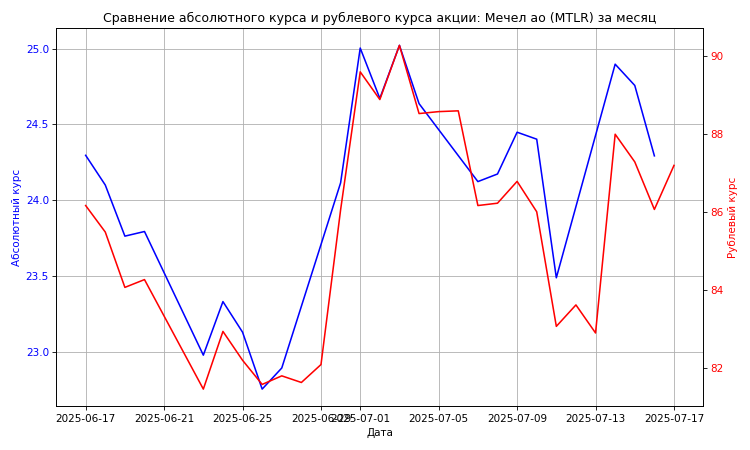 Сравнение абсолютного курса и рублевого курса акции: Мечел ао (MTLR) за месяц
25.0
24.5
24.0
23.5
23.0
Абсолютный курс
90
88
86
84
82
Рублевый курс
2025-06-17 2025-06-21 2025-06-25 2025-06-29 2025-07-01 2025-07-05 2025-07-09 2025-07-13 2025-07-17
Дата